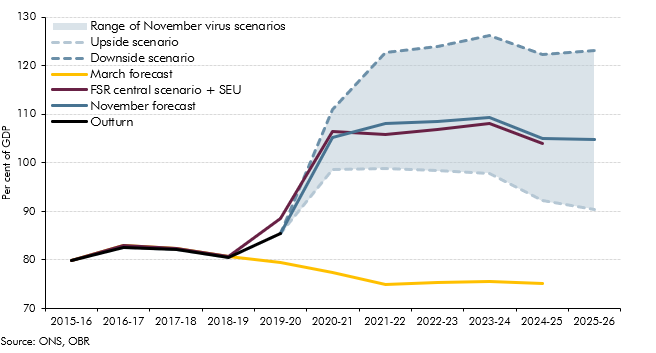 130
120
110
100
90
80
70
Per cent of GDP
Range of November virus scenarios
Upside scenario
Downside scenario
March forecast
FSR central scenario + SEU
November forecast
Outturn
2015-16 2016-17 2017-18 2018-19 2019-20 2020-21 2021-22 2022-23 2023-24 2024-25 2025-26
Source: ONS, OBR